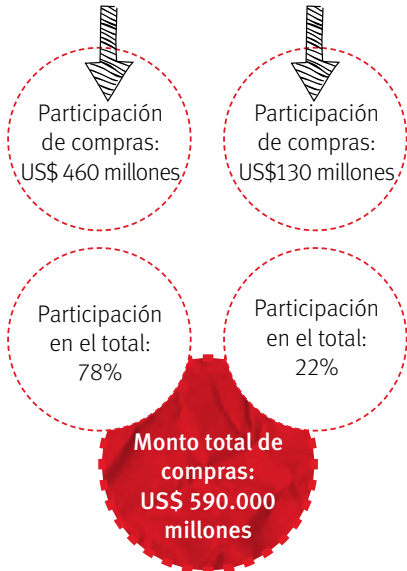 Participación
de compras:
US$ 460 millones
Participación
de compras:
US$130 millones
Participación
en el total:
78%
Participación
en el total:
22%
Monto total de
compras:
US$ 590.000
millones